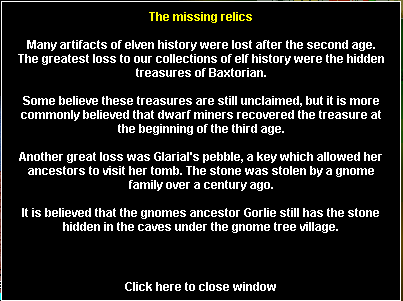 The missing relics
Many artifacts of elven history were lost after the second age.
The greatest loss to our collections of elf history were the hidden
treasures of Baxtorian.
Some believe these treasures are still unclaimed, but it is more
commonly believed that dwarf miners recovered the treasure at
the beginning of the third age.
Another great loss was Glarial's pebble, a key which allowed her
ancestors to visit her tomb. The stone was stolen by a gnome
family over a century ago.
It is believed that the gnomes ancestor Gorlie still has the stone
hidden in the caves under the gnome tree village.
Click here to close window